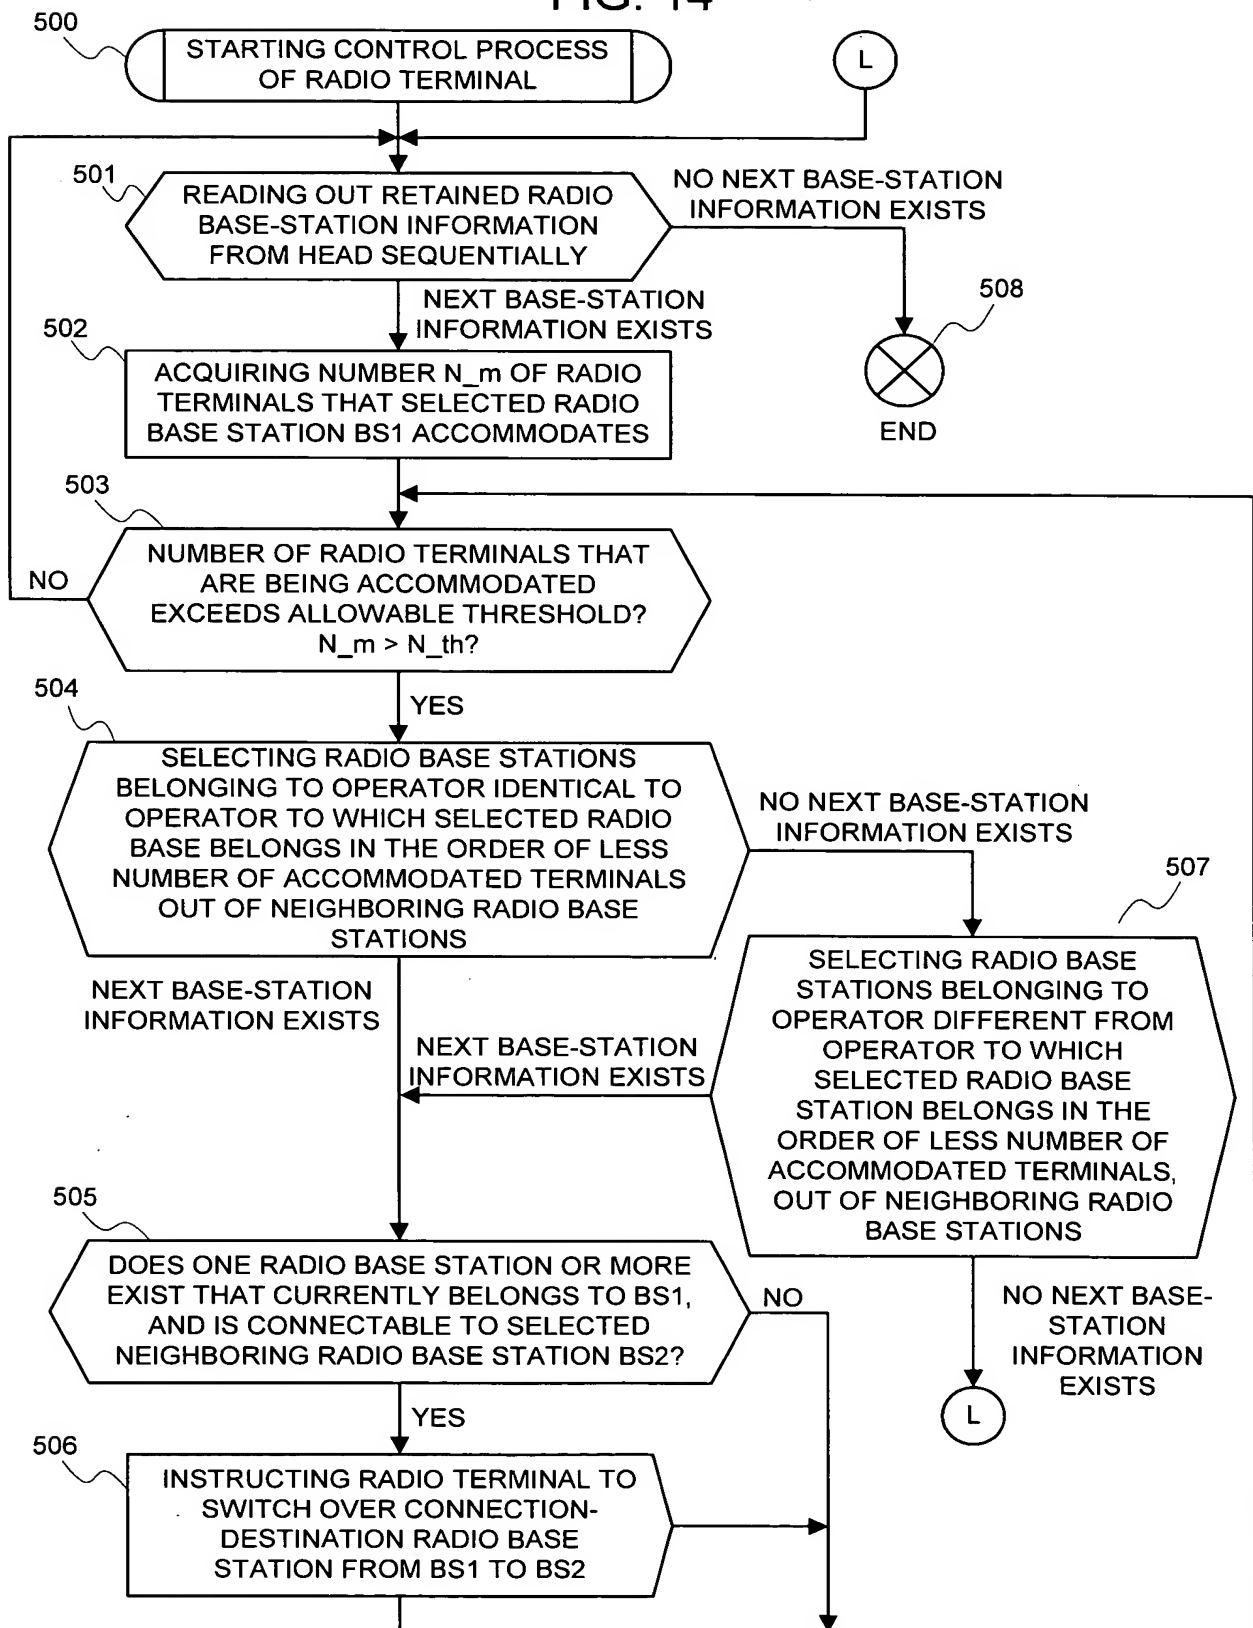 FIG. 14
500
STARTING CONTROL PROCESS
OF RADIO TERMINAL
L
501
READING OUT RETAINED RADIO
BASE-STATION INFORMATION
FROM HEAD SEQUENTIALLY
NO NEXT BASE-STATION
INFORMATION EXISTS
NEXT BASE-STATION
INFORMATION EXISTS
508
END
502
ACQUIRING NUMBER N_m OF RADIO
TERMINALS THAT SELECTED RADIO
BASE STATION BS1 ACCOMMODATES
503
NUMBER OF RADIO TERMINALS THAT
ARE BEING ACCOMMODATED
EXCEEDS ALLOWABLE THRESHOLD?
N_m > N_th?
NO
YES
504
SELECTING RADIO BASE STATIONS
BELONGING TO OPERATOR IDENTICAL TO
OPERATOR TO WHICH SELECTED RADIO
BASE BELONGS IN THE ORDER OF LESS
NUMBER OF ACCOMMODATED TERMINALS
OUT OF NEIGHBORING RADIO BASE
STATIONS
NO NEXT BASE-STATION
INFORMATION EXISTS
507
SELECTING RADIO BASE
STATIONS BELONGING TO
OPERATOR DIFFERENT FROM
OPERATOR TO WHICH
SELECTED RADIO BASE
STATION BELONGS IN THE
ORDER OF LESS NUMBER OF
ACCOMMODATED TERMINALS,
OUT OF NEIGHBORING RADIO
BASE STATIONS
NEXT BASE-STATION
INFORMATION EXISTS
NEXT BASE-STATION
INFORMATION EXISTS
505
DOES ONE RADIO BASE STATION OR MORE
EXIST THAT CURRENTLY BELONGS TO BS1,
AND IS CONNECTABLE TO SELECTED
NEIGHBORING RADIO BASE STATION BS2?
NO
YES
NO NEXT BASE-
STATION
INFORMATION
EXISTS
L
506
INSTRUCTING RADIO TERMINAL TO
SWITCH OVER CONNECTION-
DESTINATION RADIO BASE
STATION FROM BS1 TO BS2